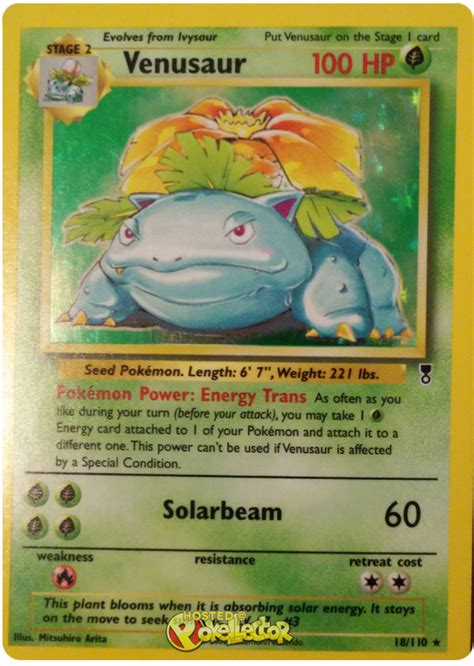 Evolves from Ivysaur Put Venusaur on the Stage 1 card
STAGE 2
Venusaur 100 HP
Seed Pokémon. Length: 6' 7", Weight: 221 lbs.
Pokémon Power: Energy Trans As often as you
like during your turn (before your attack), you may take 1
Energy card attached to 1 of your Pokémon and attach it to a
different one. This power can't be used if Venusaur is affected
by a Special Condition.
Solarbeam 60
weakness resistance retreat cost
This plant blooms when it is absorbing solar energy. It stays
on the move to seek
HOSTED @
Pokellector
Illus. Mitsuhiro Arita 18/110